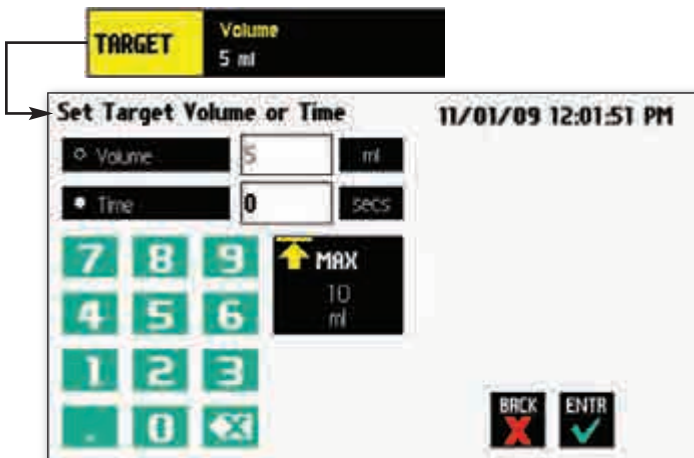 TARGET
Volume
5 ml
Set Target Volume or Time
11/01/09 12:01:51 PM
Volume 5 ml
Time 0 secs
7 8 9
MAX
10
ml
4 5 6
1 2 3
. 0
BACK ENTR